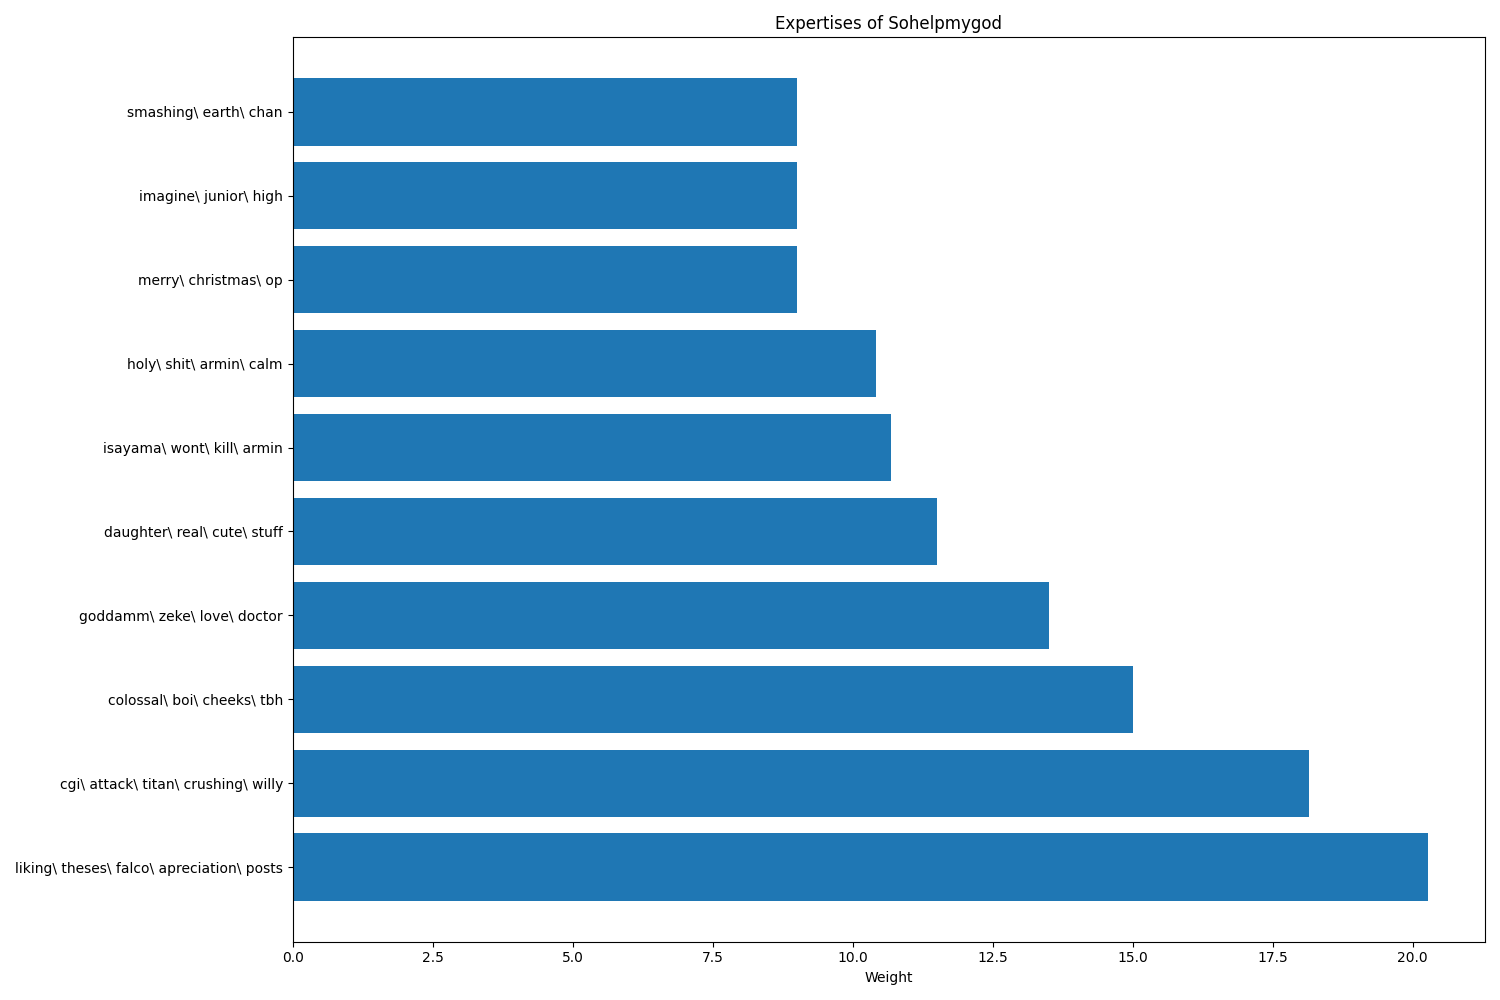 Expertises of Sohelpmygod
smashing\ earth\ chan
imagine\ junior\ high
merry\ christmas\ op
holy\ shit\ armin\ calm
isayama\ wont\ kill\ armin
daughter\ real\ cute\ stuff
goddamm\ zeke\ love\ doctor
colossal\ boi\ cheeks\ tbh
cgi\ attack\ titan\ crushing\ willy
liking\ theses\ falco\ apreciation\ posts
0.0 2.5 5.0 7.5 10.0 12.5 15.0 17.5 20.0
Weight